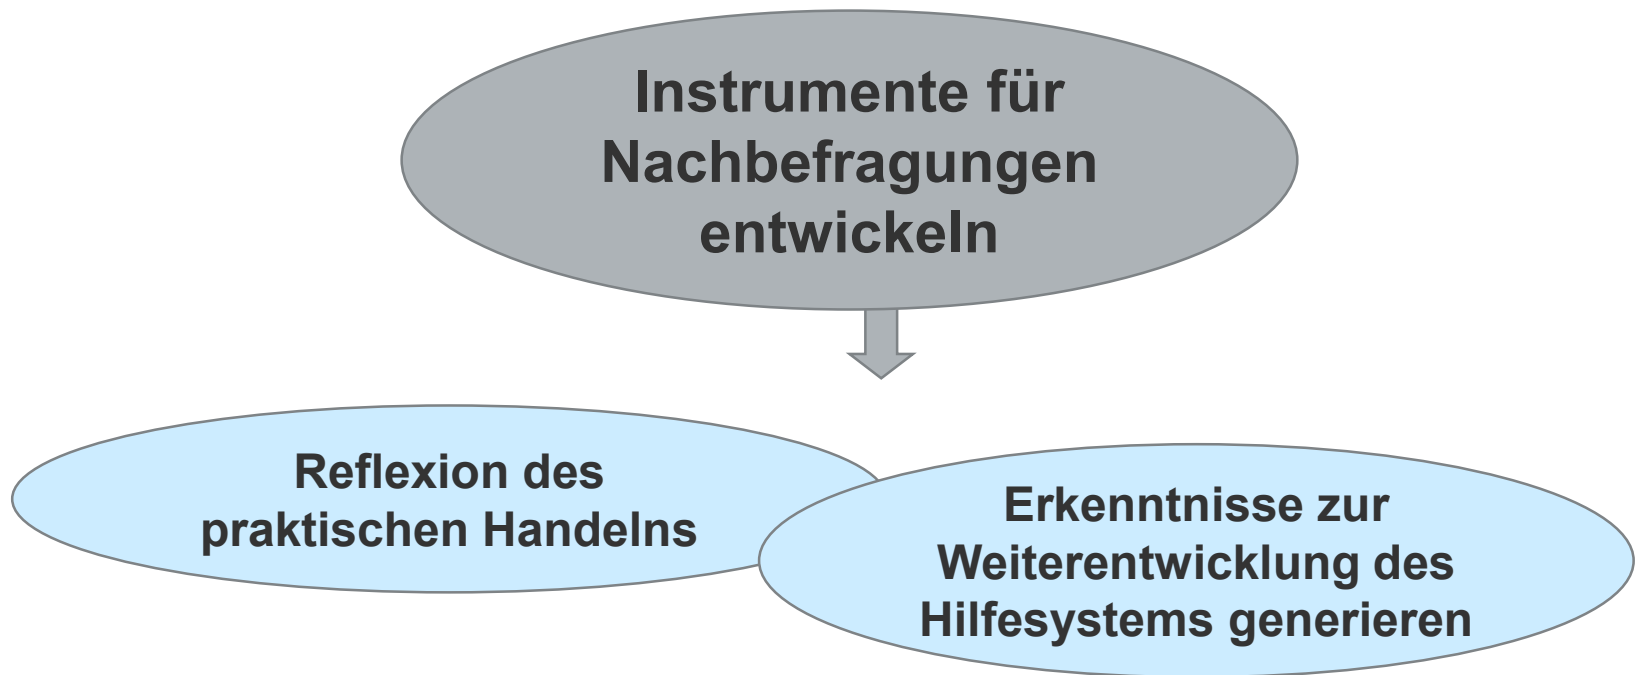 Instrumente für
Nachbefragungen
entwickeln
Reflexion des
praktischen Handelns
Erkenntnisse zur
Weiterentwicklung des
Hilfesystems generieren